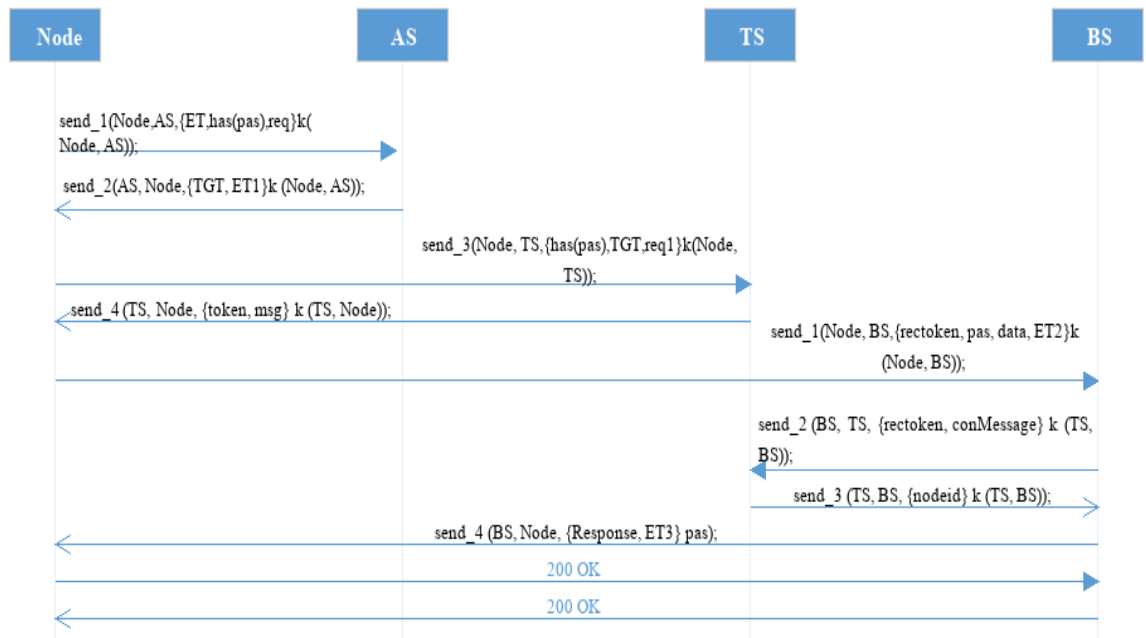 Node
AS
TS
BS
send_1(Node,AS,{ET,has(pas),req}k(
Node, AS));
send_2(AS, Node,{TGT, ET1}k (Node, AS));
send_3(Node, TS,{has(pas),TGT,req1}k(Node,
TS));
send_4 (TS, Node, {token, msg} k (TS, Node));
send_1(Node, BS,{rectoken, pas, data, ET2}k
(Node, BS));
send_2 (BS, TS, {rectoken, conMessage} k (TS,
BS));
send_3 (TS, BS, {nodeid} k (TS, BS));
send_4 (BS, Node, {Response, ET3} pas);
200 OK
200 OK